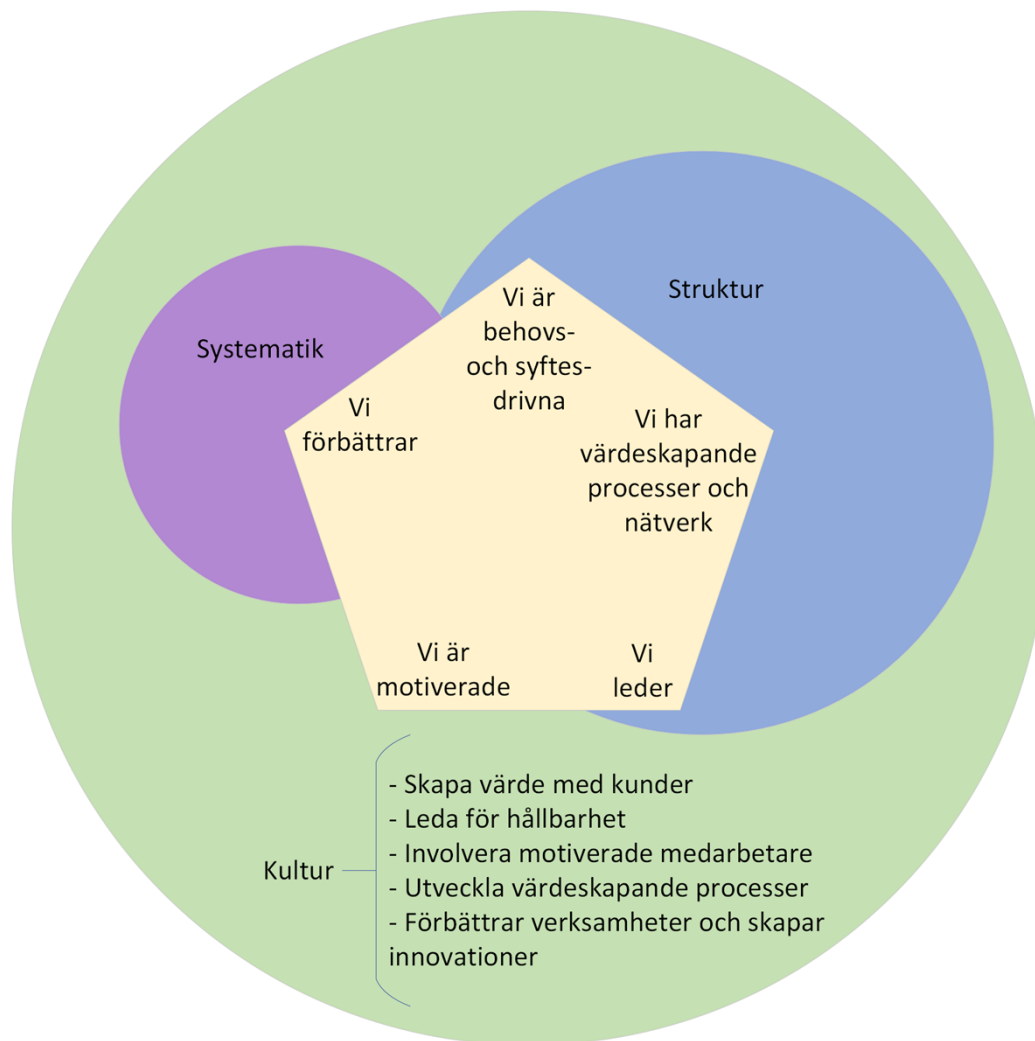 Vi är
behovs-
och syftes-
drivna
Struktur
Systematik
Vi
förbättrar
Vi har
värdeskapande
processer och
nätverk
Vi är
motiverade
Vi
leder
Kultur
- Skapa värde med kunder
- Leda för hållbarhet
- Involvera motiverade medarbetare
- Utveckla värdeskapande processer
- Förbättrar verksamheter och skapar
innovationer